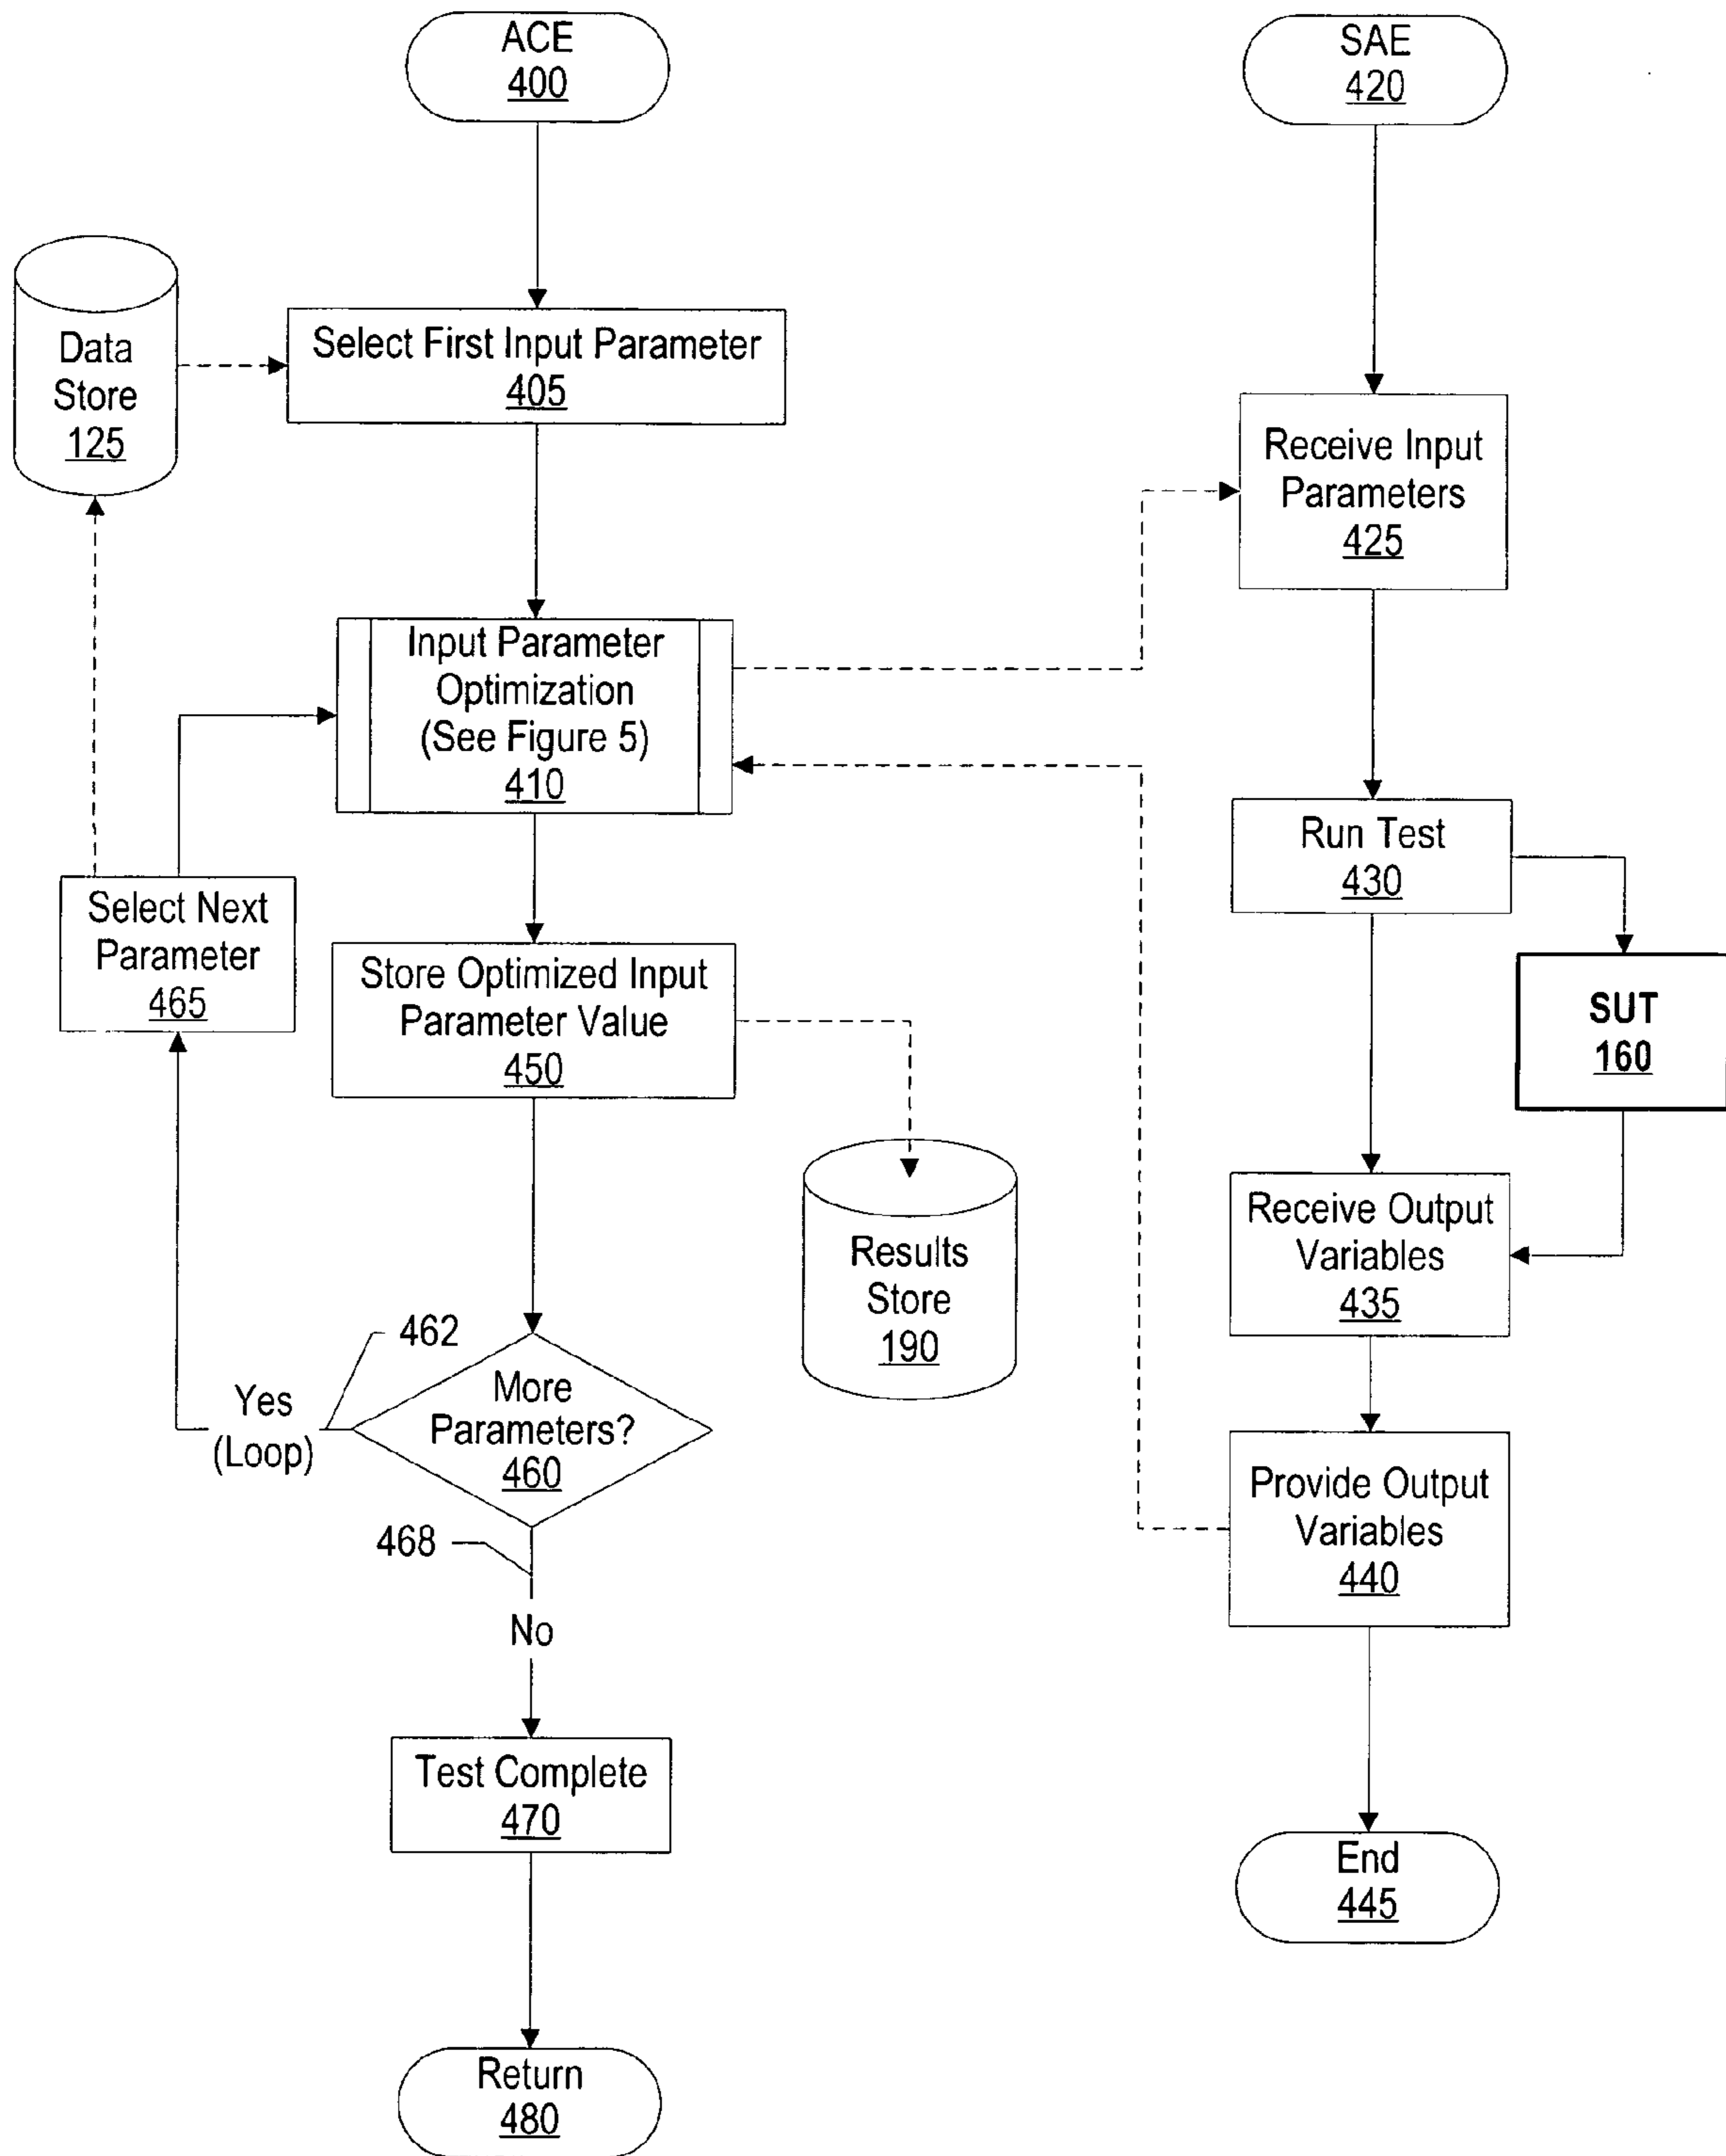 ACE
400
SAE
420
Data
Store
125
Select First Input Parameter
405
Receive Input
Parameters
425
Input Parameter
Optimization
(See Figure 5)
410
Run Test
430
Select Next
Parameter
465
Store Optimized Input
Parameter Value
450
SUT
160
Receive Output
Variables
435
Results
Store
190
462
Yes
(Loop)
More
Parameters?
460
Provide Output
Variables
440
468
No
Test Complete
470
End
445
Return
480